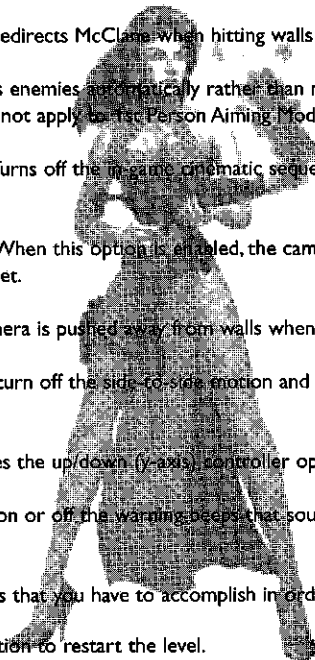 edirects McClane when hitting walls
s enemies automatically rather than
not apply to 1st Person Aiming Mod
Turns off the in-game cinematic seque
When this option is enabled, the cam
et.
nera is pushed away from walls when
turn off the side-to-side motion and
es the up/down (y-axis) controller op
on or off the warning beeps that sou
s that you have to accomplish in ord
tion to restart the level.